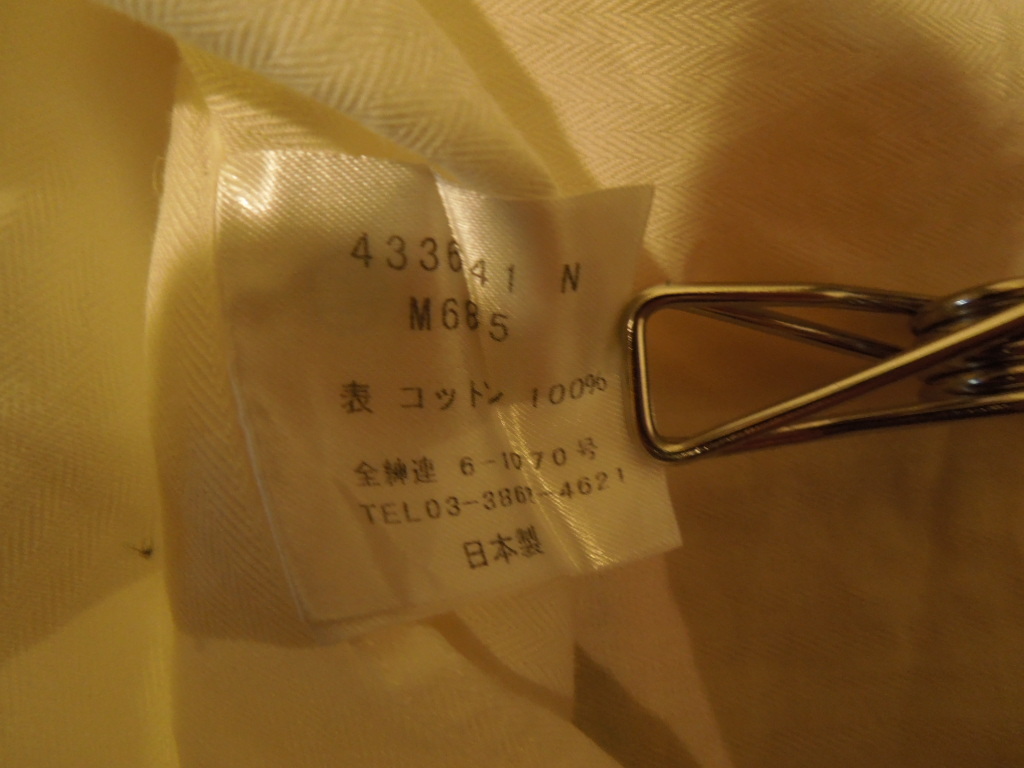 433641 N
M685
表 コットン 100%
全紳連 6-1070号
TEL03-3861-4621
日本製